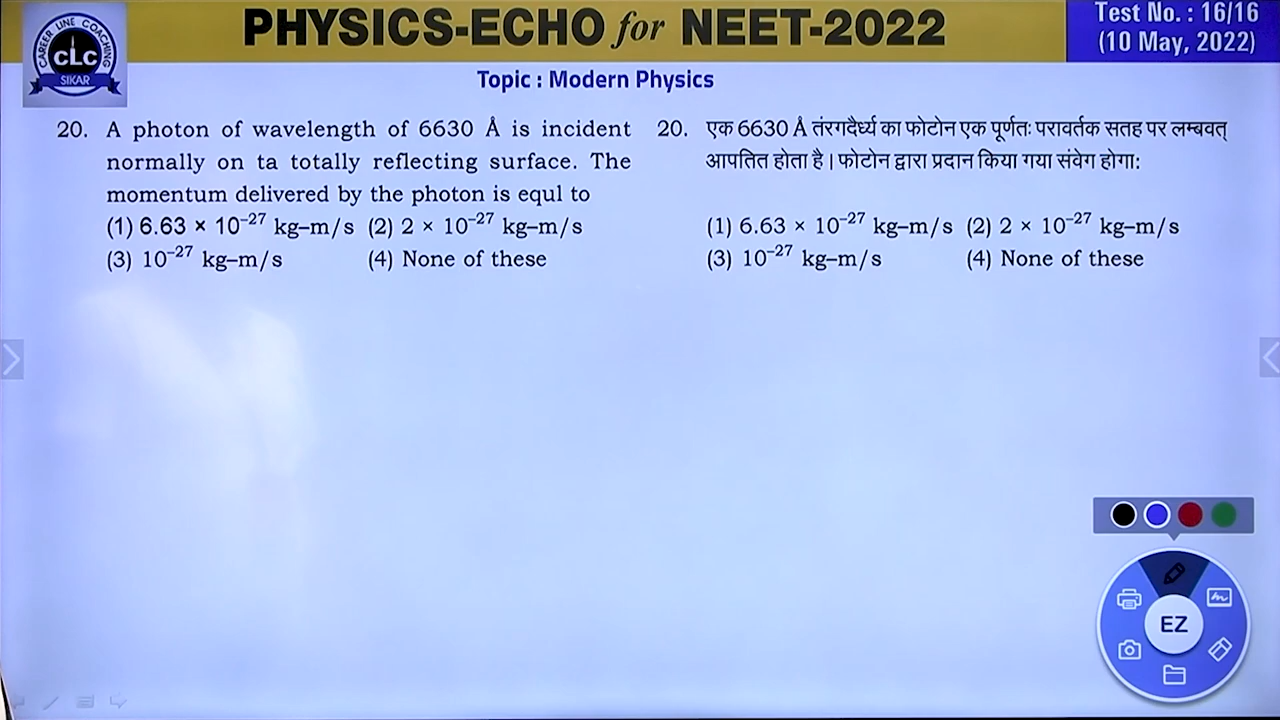 PHYSICS-ECHO for NEET-2022
Test No. : 16/16
(10 May, 2022)
CAREER LINE COACHING
CLC
SIKAR
Topic : Modern Physics
20. A photon of wavelength of 6630 Å is incident
normally on ta totally reflecting surface. The
momentum delivered by the photon is equl to
(1) 6.63 × 10⁻²⁷ kg–m/s (2) 2 × 10⁻²⁷ kg–m/s
(3) 10⁻²⁷ kg–m/s (4) None of these
20. एक 6630 Å तंरगदैर्ध्य का फोटोन एक पूर्णतः परावर्तक सतह पर लम्बवत्
आपतित होता है। फोटोन द्वारा प्रदान किया गया संवेग होगा:
(1) 6.63 × 10⁻²⁷ kg–m/s (2) 2 × 10⁻²⁷ kg–m/s
(3) 10⁻²⁷ kg–m/s (4) None of these
EZ